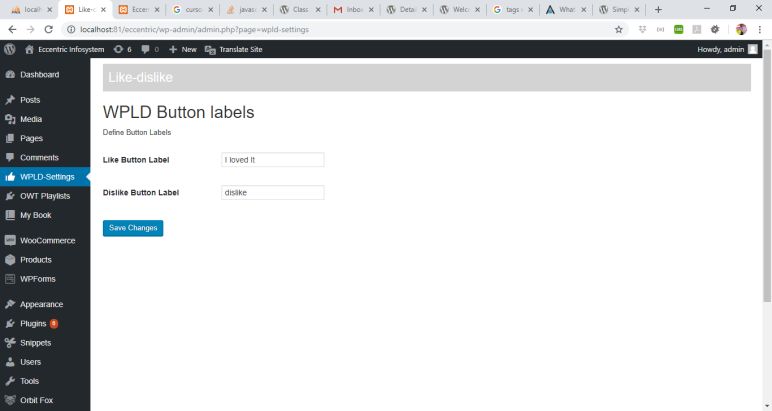 localh
Like-d
Eccen
curso
javasc
Class
Inbox
Detai
Welco
tags i
What
Simpl
localhost:81/eccentric/wp-admin/admin.php?page=wpld-settings
Eccentric Infosystem 6 0 New Translate Site Howdy, admin
Like-dislike
Dashboard
Posts
Media
Pages
Comments
WPLD-Settings
OWT Playlists
My Book
WooCommerce
Products
WPForms
Appearance
Plugins 6
Snippets
Users
Tools
Orbit Fox
WPLD Button labels
Define Button Labels
Like Button Label I loved It
Dislike Button Label dislike
Save Changes